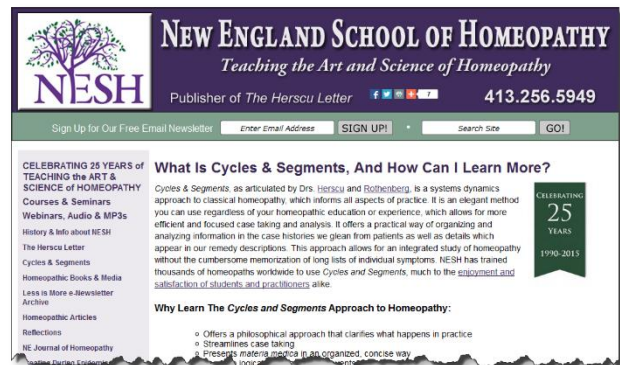 NESH
NEW ENGLAND SCHOOL OF HOMEOPATHY
Teaching the Art and Science of Homeopathy
Publisher of The Herscu Letter
7
413.256.5949
Sign Up for Our Free Email Newsletter
Enter Email Address
SIGN UP!
Search Site
GO!
CELEBRATING 25 YEARS of
TEACHING the ART &
SCIENCE of HOMEOPATHY
Courses & Seminars
Webinars, Audio & MP3s
History & Info about NESH
The Herscu Letter
Cycles & Segments
Homeopathic Books & Media
Less is More e-Newsletter
Archive
Homeopathic Articles
Reflections
NE Journal of Homeopathy
What Is Cycles & Segments, And How Can I Learn More?
Cycles & Segments, as articulated by Drs. Herscu and Rothenberg, is a systems dynamics
approach to classical homeopathy, which informs all aspects of practice. It is an elegant method
you can use regardless of your homeopathic education or experience, which allows for more
efficient and focused case taking and analysis. It offers a practical way of organizing and
analyzing information in the case histories we glean from patients as well as details which
appear in our remedy descriptions. This approach allows for an integrated study of homeopathy
without the cumbersome memorization of long lists of individual symptoms. NESH has trained
thousands of homeopaths worldwide to use Cycles and Segments, much to the enjoyment and
satisfaction of students and practitioners alike.
CELEBRATING
25
YEARS
1990-2015
Why Learn The Cycles and Segments Approach to Homeopathy:
Offers a philosophical approach that clarifies what happens in practice
Streamlines case taking
Presents materia medica in an organized, concise way